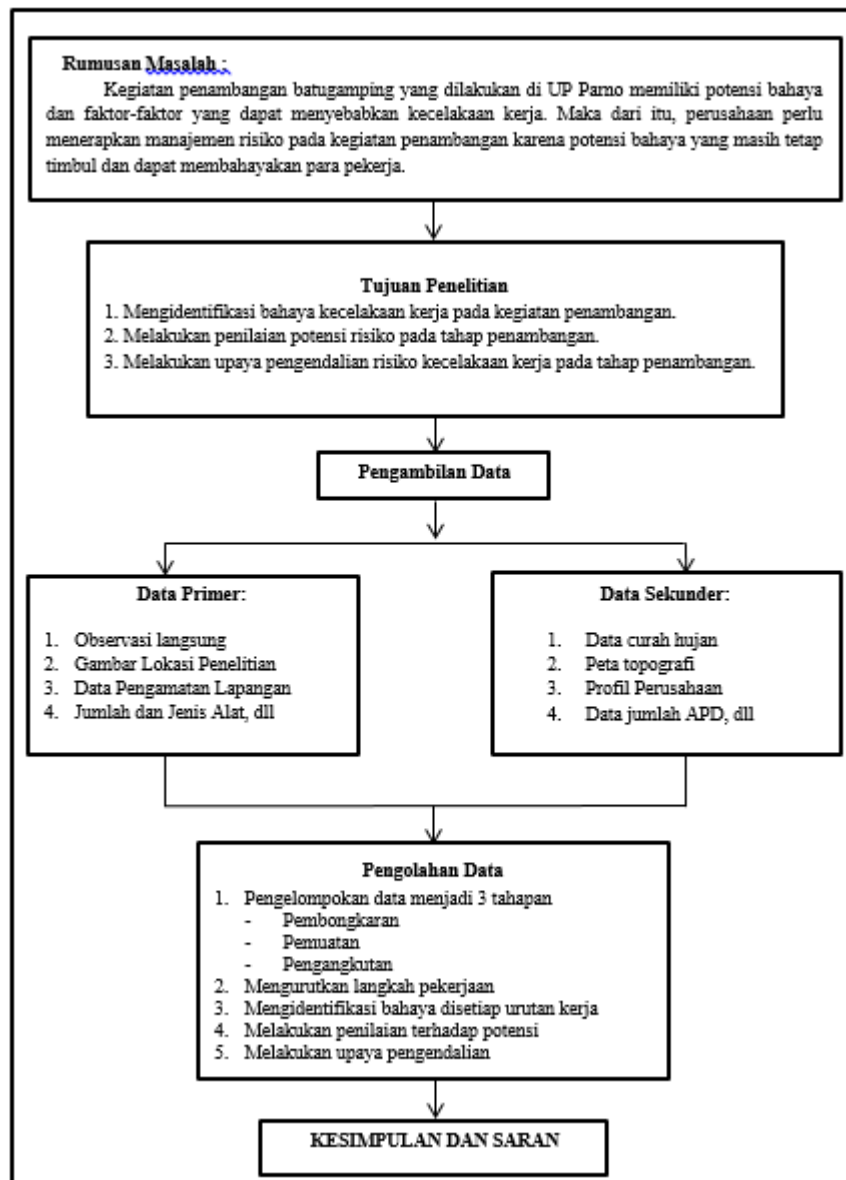 Rumusan Masalah :
Kegiatan penambangan batugamping yang dilakukan di UP Parno memiliki potensi bahaya
dan faktor-faktor yang dapat menyebabkan kecelakaan kerja. Maka dari itu, perusahaan perlu
menerapkan manajemen risiko pada kegiatan penambangan karena potensi bahaya yang masih tetap
timbul dan dapat membahayakan para pekerja.
Tujuan Penelitian
1. Mengidentifikasi bahaya kecelakaan kerja pada kegiatan penambangan.
2. Melakukan penilaian potensi risiko pada tahap penambangan.
3. Melakukan upaya pengendalian risiko kecelakaan kerja pada tahap penambangan.
Pengambilan Data
Data Primer:
1. Observasi langsung
2. Gambar Lokasi Penelitian
3. Data Pengamatan Lapangan
4. Jumlah dan Jenis Alat, dll
Data Sekunder:
1. Data curah hujan
2. Peta topografi
3. Profil Perusahaan
4. Data jumlah APD, dll
Pengolahan Data
1. Pengelompokan data menjadi 3 tahapan
- Pembongkaran
- Pemuatan
- Pengangkutan
2. Mengurutkan langkah pekerjaan
3. Mengidentifikasi bahaya disetiap urutan kerja
4. Melakukan penilaian terhadap potensi
5. Melakukan upaya pengendalian
KESIMPULAN DAN SARAN